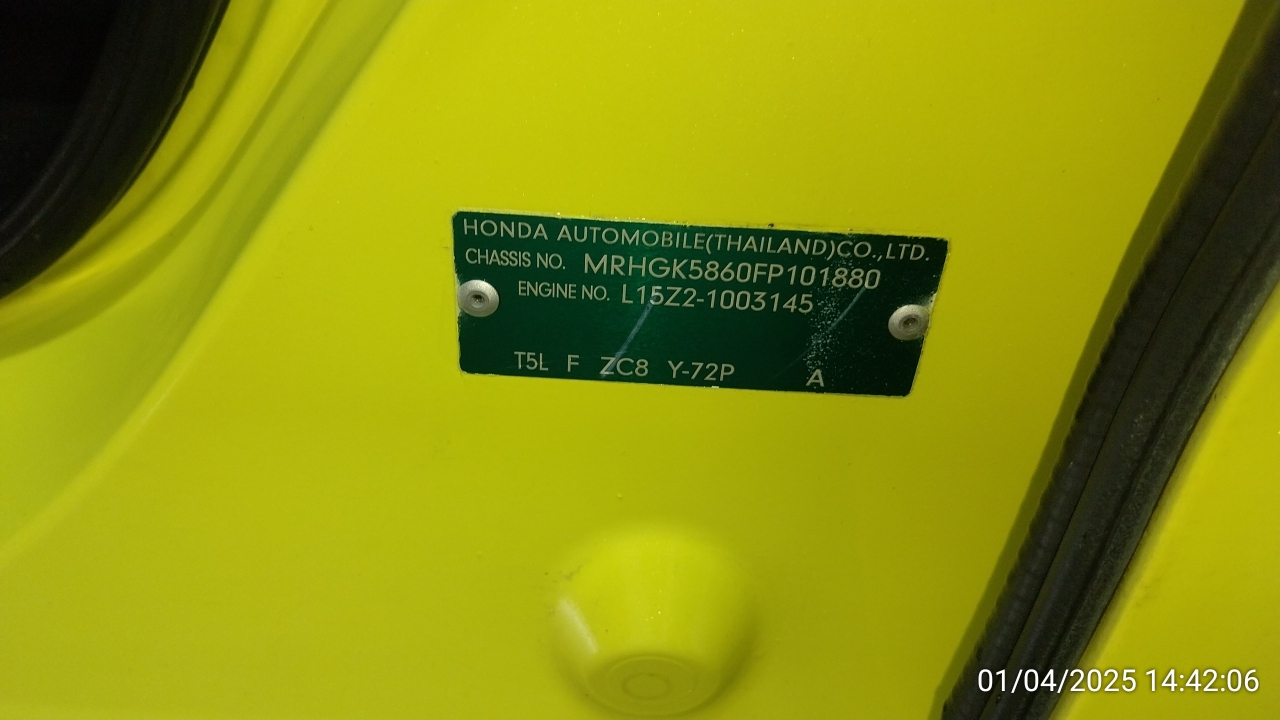 HONDA AUTOMOBILE(THAILAND)CO.,LTD.
CHASSIS NO. MRHGK5860FP101880
ENGINE NO. L15Z2-1003145
T5L F ZC8 Y-72P A
01/04/2025 14:42:06